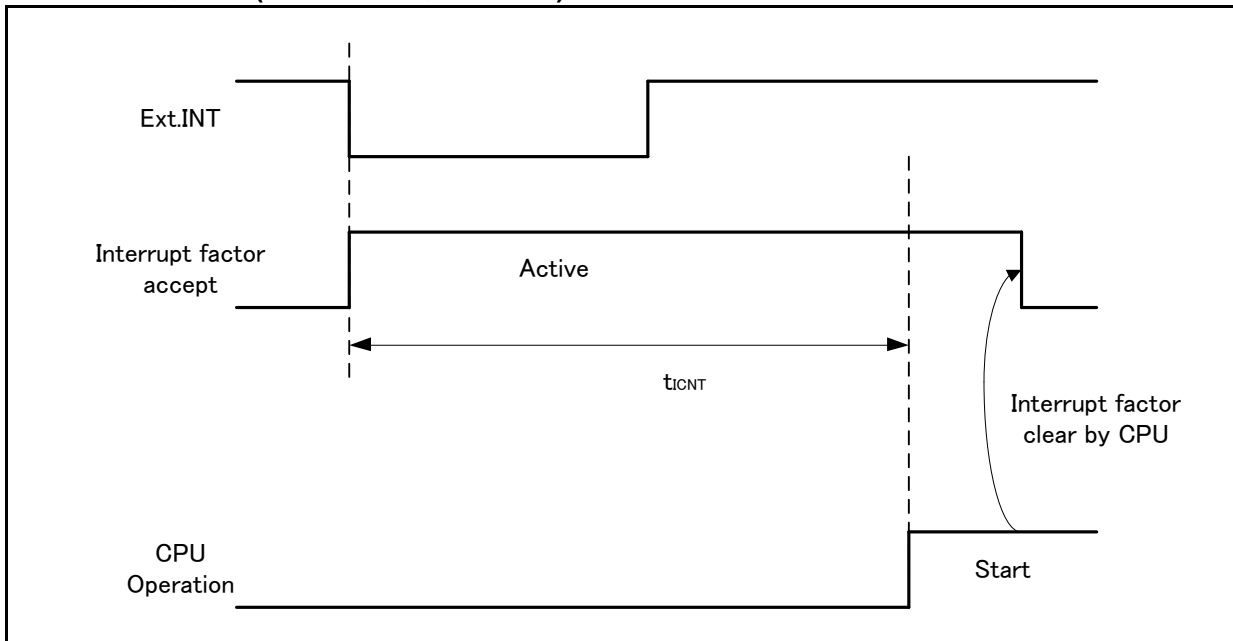 Ext.INT
Interrupt factor
accept
Active
tICNT
Interrupt factor
clear by CPU
CPU
Operation
Start